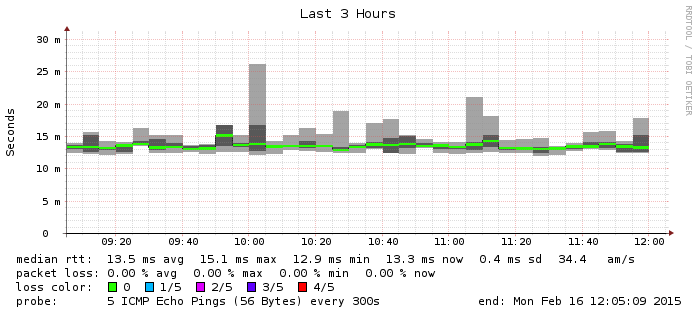 Last 3 Hours
RRDTOOL / TOBI OETIKER
Seconds
30 m
25 m
20 m
15 m
10 m
5 m
0
09:20 09:40 10:00 10:20 10:40 11:00 11:20 11:40 12:00
median rtt: 13.5 ms avg 15.1 ms max 12.9 ms min 13.3 ms now 0.4 ms sd 34.4 am/s
packet loss: 0.00 % avg 0.00 % max 0.00 % min 0.00 % now
loss color: 0 1/5 2/5 3/5 4/5
probe: 5 ICMP Echo Pings (56 Bytes) every 300s end: Mon Feb 16 12:05:09 2015